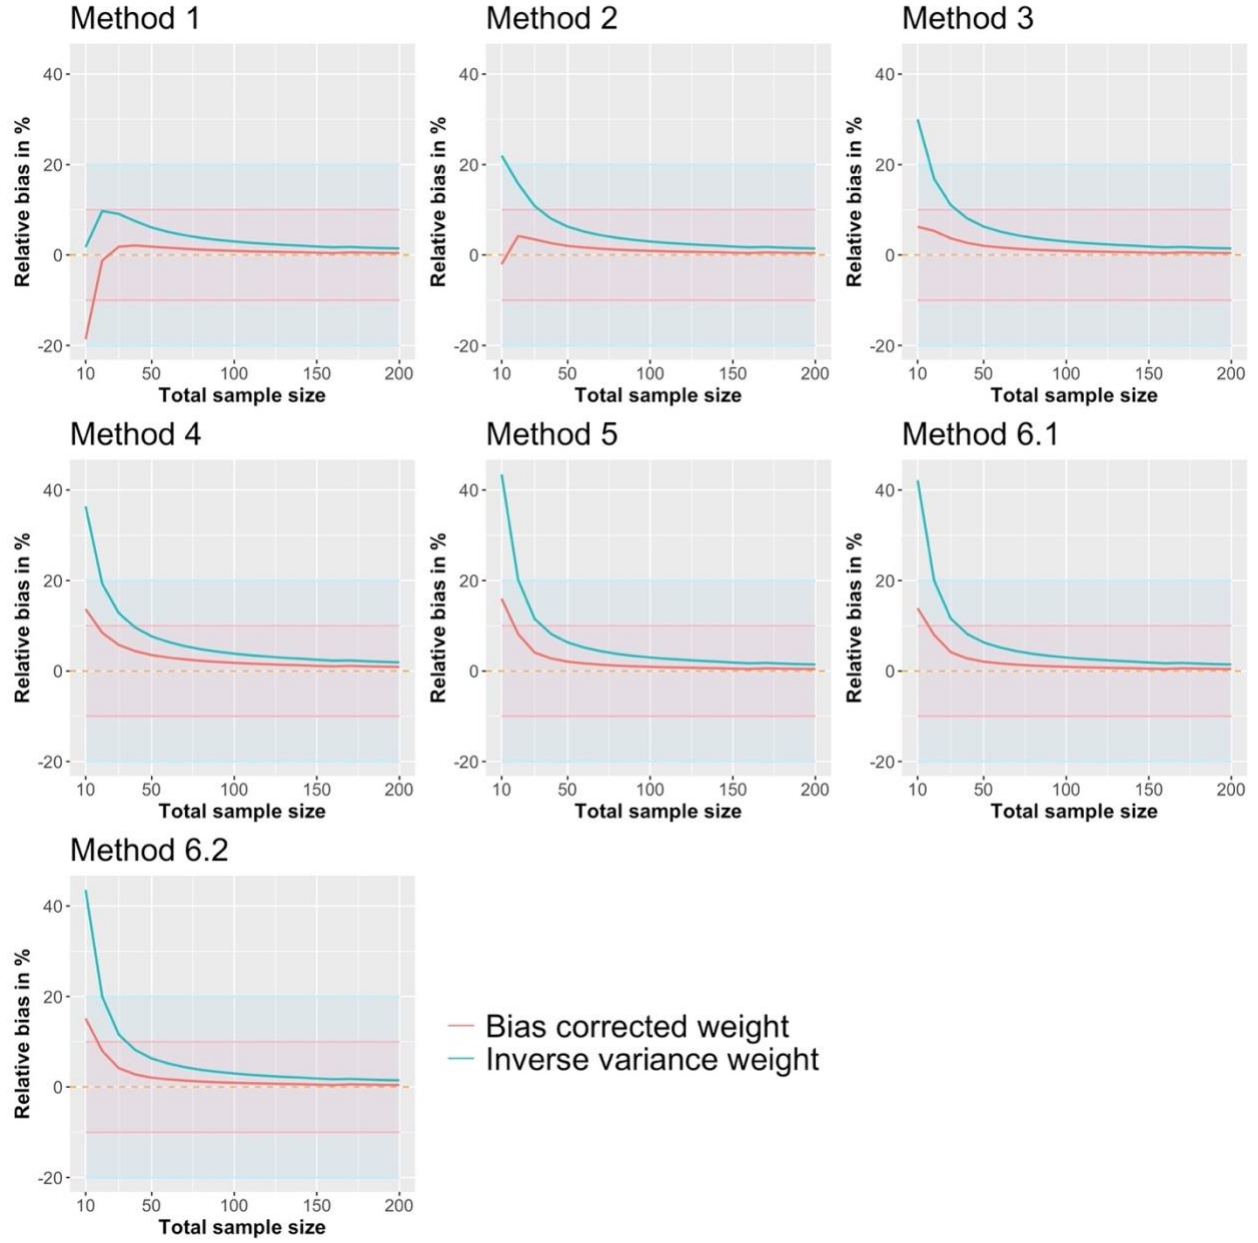 Method 1
Method 2
Method 3
Relative bias in %
40
20
0
-20
10 50 100 150 200
Total sample size
Relative bias in %
40
20
0
-20
10 50 100 150 200
Total sample size
Relative bias in %
40
20
0
-20
10 50 100 150 200
Total sample size
Method 4
Method 5
Method 6.1
Relative bias in %
40
20
0
-20
10 50 100 150 200
Total sample size
Relative bias in %
40
20
0
-20
10 50 100 150 200
Total sample size
Relative bias in %
40
20
0
-20
10 50 100 150 200
Total sample size
Method 6.2
Relative bias in %
40
20
0
-20
10 50 100 150 200
Total sample size
Bias corrected weight
Inverse variance weight